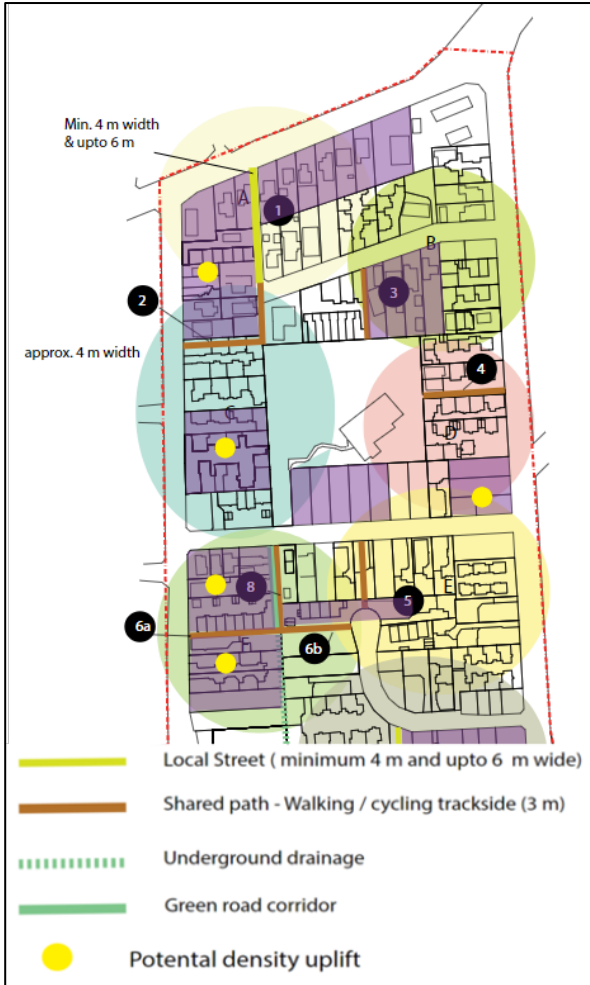 Min. 4 m width
& upto 6 m
A
1
B
3
2
approx. 4 m width
4
C
D
8
5
E
6a
6b
Local Street ( minimum 4 m and upto 6 m wide)
Shared path - Walking / cycling trackside (3 m)
Underground drainage
Green road corridor
Potental density uplift